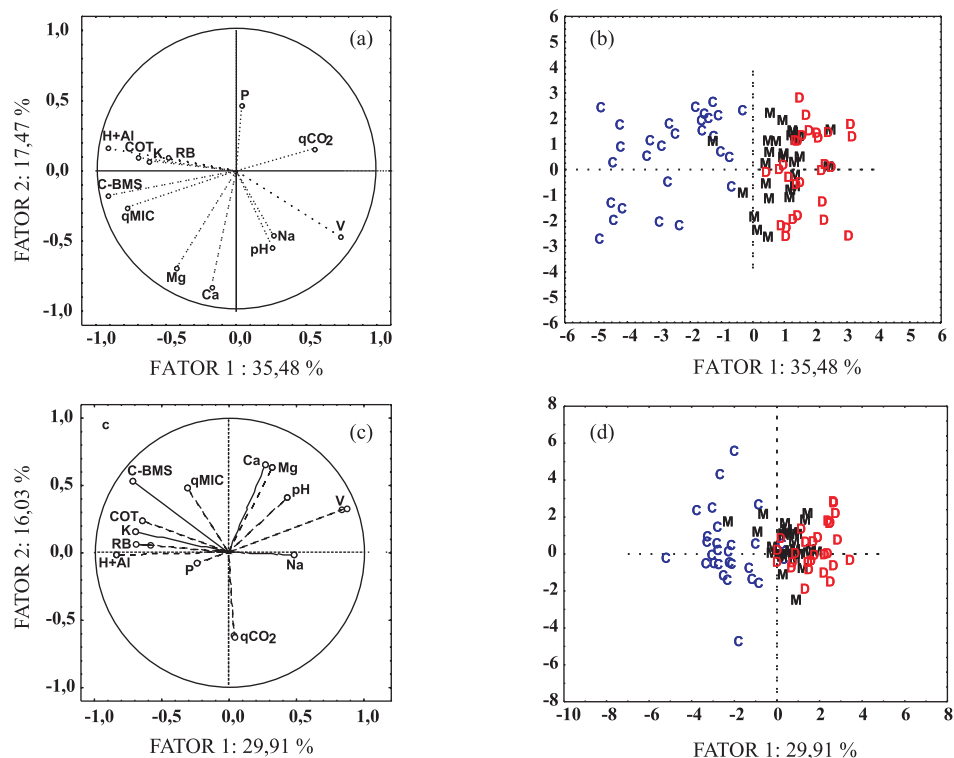 (a)
FATOR 2: 17,47 %
1,0
0,5
0,0
-0,5
-1,0
P
qCO2
H+Al
COT
K
RB
C-BMS
qMIC
V
Na
pH
Mg
Ca
-1,0
0,0
0,5
1,0
FATOR 1 : 35,48 %
(b)
6
5
4
3
2
1
0
-1
-2
-3
-4
-5
-6
C
M
D
-6
-5
-4
-3
-2
-1
0
1
2
3
4
5
6
FATOR 1: 35,48 %
c
(c)
FATOR 2: 16,03 %
1,0
0,5
0,0
-0,5
-1,0
C-BMS
qMIC
Ca
Mg
pH
V
COT
K
RB
H+Al
P
Na
qCO2
-1,0
0,0
0,5
1,0
FATOR 1: 29,91 %
(d)
8
6
4
2
0
-2
-4
-6
-8
C
M
D
-10
-8
-6
-4
-2
0
2
4
6
8
FATOR 1: 29,91 %